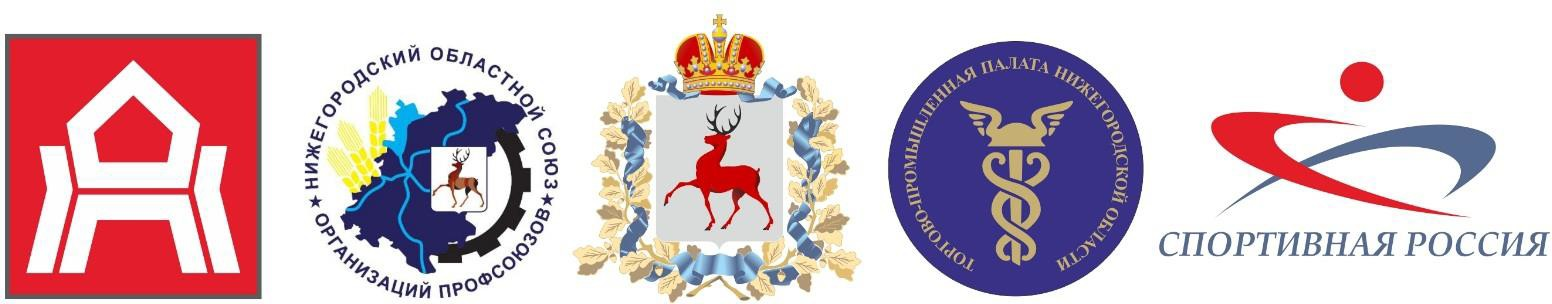 НИЖЕГОРОДСКИЙ ОБЛАСТНОЙ СОЮЗ
ОРГАНИЗАЦИЙ ПРОФСОЮЗОВ
ТОРГОВО-ПРОМЫШЛЕННАЯ ПАЛАТА НИЖЕГОРОДСКОЙ ОБЛАСТИ
СПОРТИВНАЯ РОССИЯ